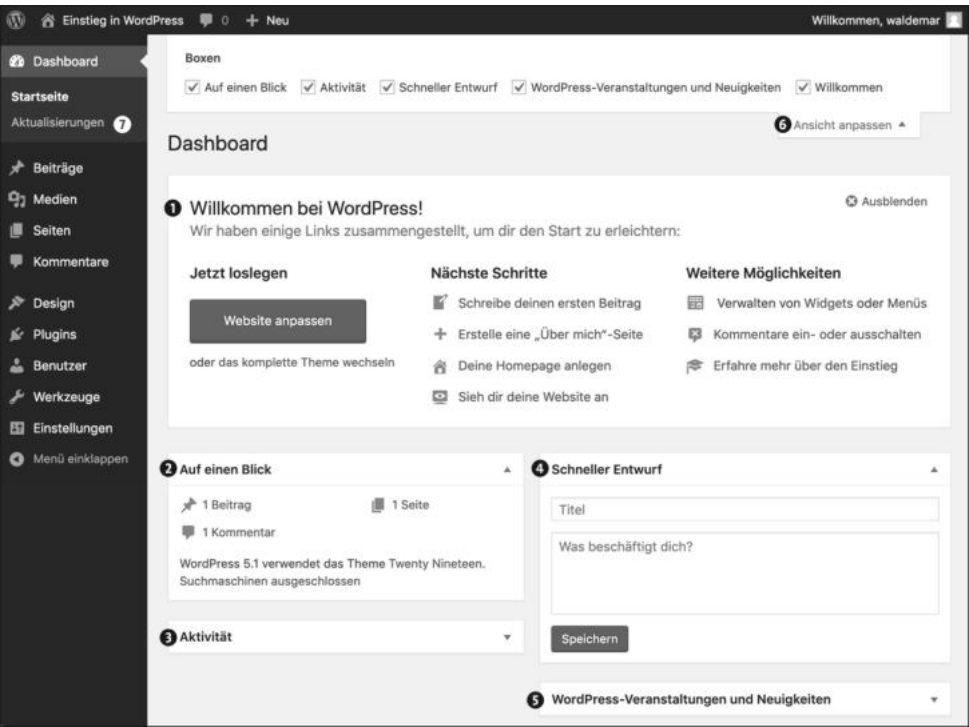 Einstieg in WordPress 0 + Neu Willkommen, waldemar
Dashboard
Startseite
Aktualisierungen 7
Beiträge
Medien
Seiten
Kommentare
Design
Plugins
Benutzer
Werkzeuge
Einstellungen
Menü einklappen
Boxen
Auf einen Blick Aktivität Schneller Entwurf WordPress-Veranstaltungen und Neuigkeiten Willkommen
6 Ansicht anpassen
Dashboard
1 Willkommen bei WordPress!
Ausblenden
Wir haben einige Links zusammengestellt, um dir den Start zu erleichtern:
Jetzt loslegen
Website anpassen
oder das komplette Theme wechseln
Nächste Schritte
Schreibe deinen ersten Beitrag
Erstelle eine „Über mich"-Seite
Deine Homepage anlegen
Sieh dir deine Website an
Weitere Möglichkeiten
Verwalten von Widgets oder Menüs
Kommentare ein- oder ausschalten
Erfahre mehr über den Einstieg
2 Auf einen Blick
1 Beitrag 1 Seite
1 Kommentar
WordPress 5.1 verwendet das Theme Twenty Nineteen.
Suchmaschinen ausgeschlossen
3 Aktivität
4 Schneller Entwurf
Titel
Was beschäftigt dich?
Speichern
5 WordPress-Veranstaltungen und Neuigkeiten